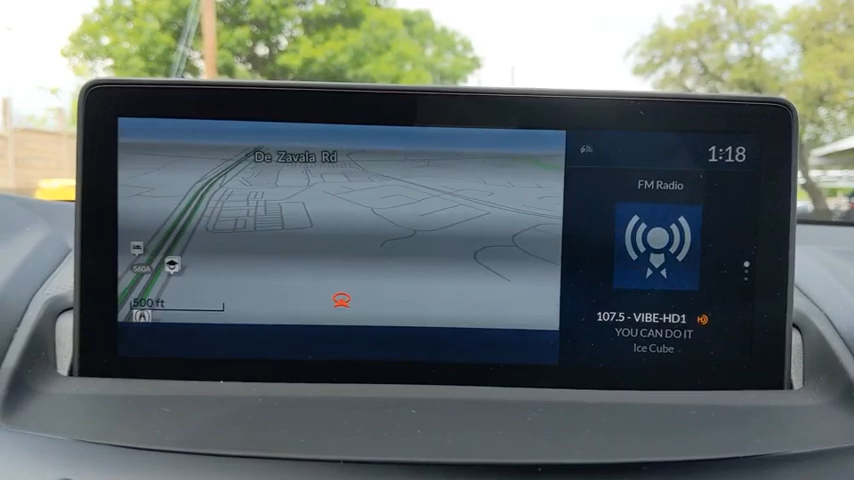 De Zavala Rd
560A
500 ft
1:18
FM Radio
107.5 - VIBE-HD1
YOU CAN DO IT
Ice Cube